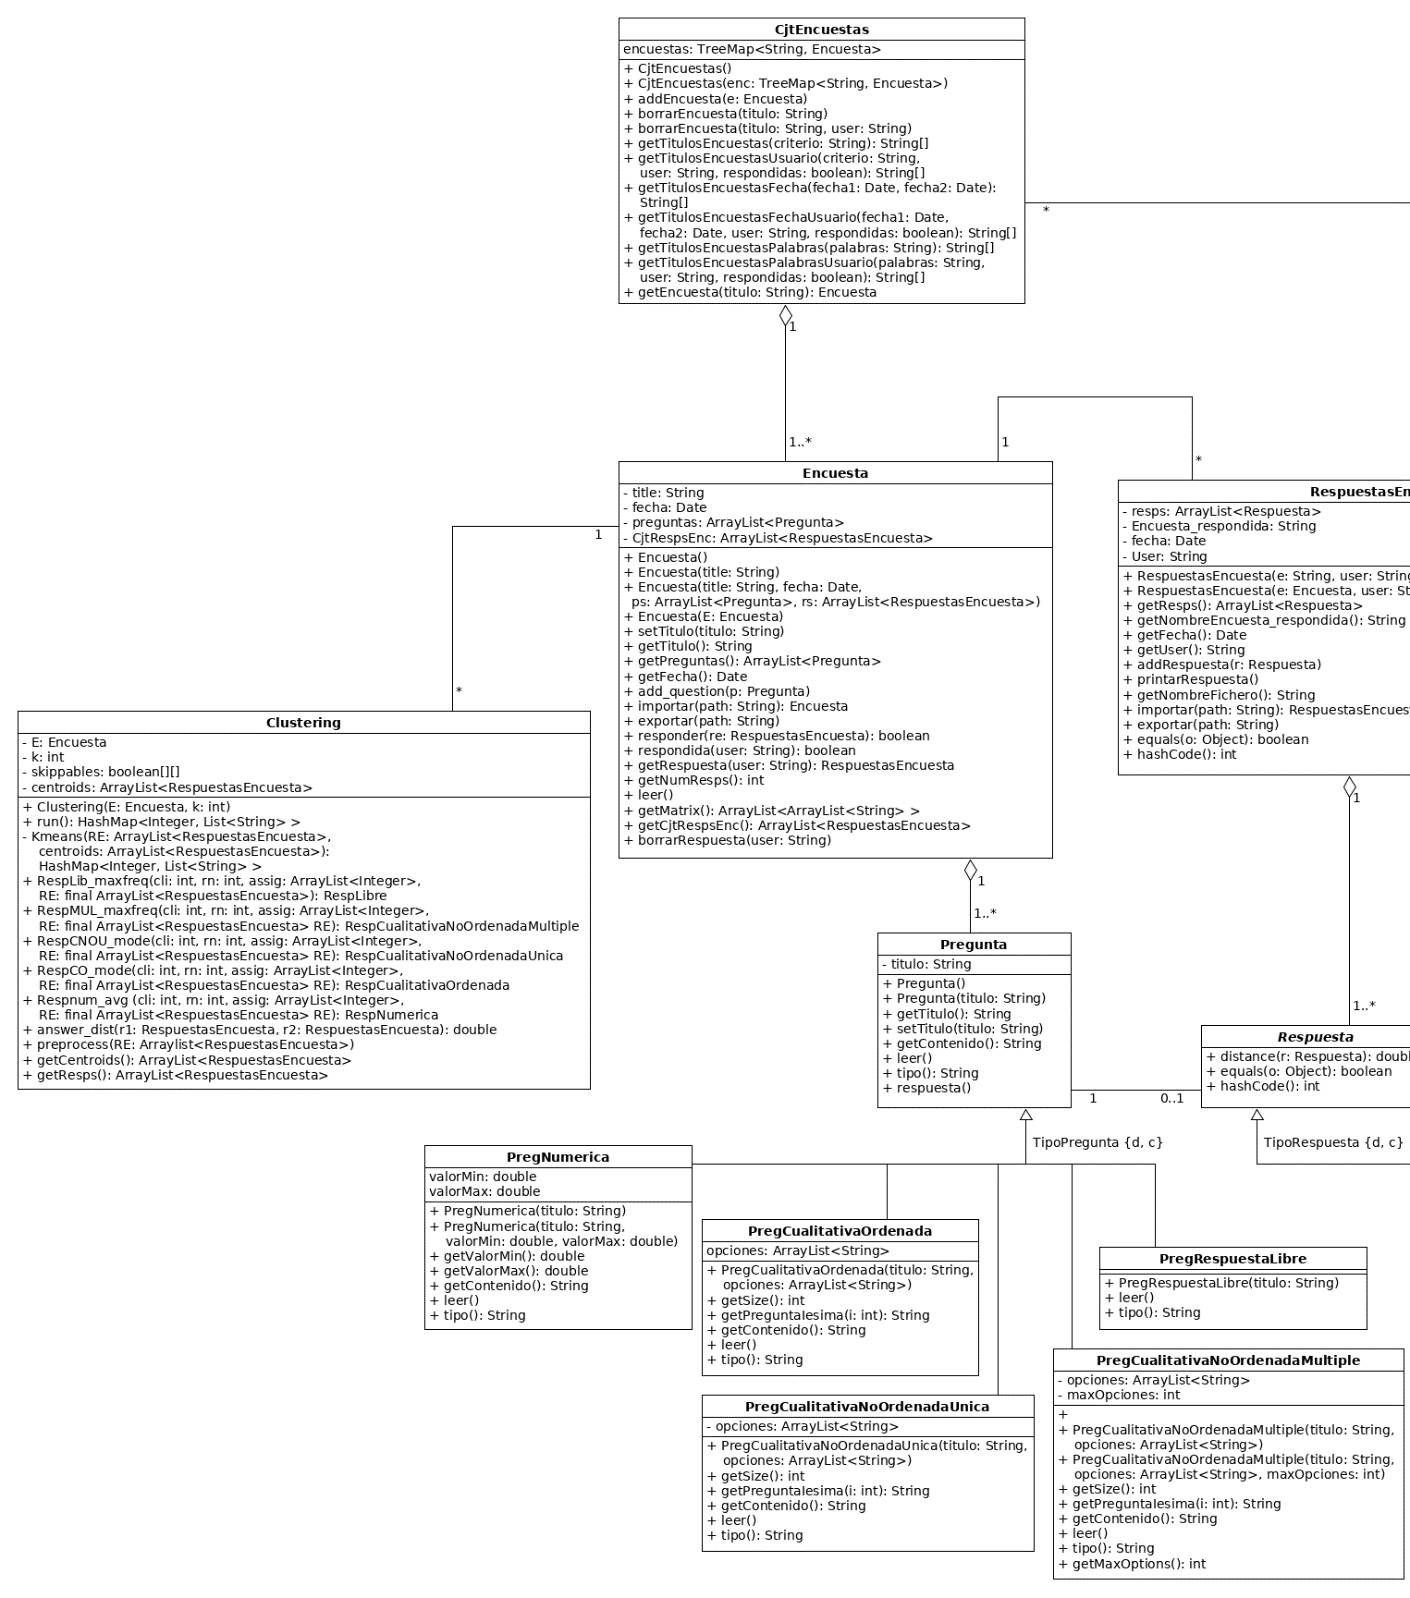 CjtEncuestas
encuestas: TreeMap<String, Encuesta>
+ CjtEncuestas()
+ CjtEncuestas(enc: TreeMap<String, Encuesta>)
+ addEncuesta(e: Encuesta)
+ borrarEncuesta(titulo: String)
+ borrarEncuesta(titulo: String, user: String)
+ getTitulosEncuestas(criterio: String): String[]
+ getTitulosEncuestasUsuario(criterio: String,
user: String, respondidas: boolean): String[]
+ getTitulosEncuestasFecha(fecha1: Date, fecha2: Date):
String[]
+ getTitulosEncuestasFechaUsuario(fecha1: Date,
fecha2: Date, user: String, respondidas: boolean): String[]
+ getTitulosEncuestasPalabras(palabras: String): String[]
+ getTitulosEncuestasPalabrasUsuario(palabras: String,
user: String, respondidas: boolean): String[]
+ getEncuesta(titulo: String): Encuesta
*
1
1..*
1
*
Encuesta
- title: String
- fecha: Date
- preguntas: ArrayList<Pregunta>
- CjtRespsEnc: ArrayList<RespuestasEncuesta>
+ Encuesta()
+ Encuesta(title: String)
+ Encuesta(title: String, fecha: Date,
ps: ArrayList<Pregunta>, rs: ArrayList<RespuestasEncuesta>)
+ Encuesta(E: Encuesta)
+ setTitulo(titulo: String)
+ getTitulo(): String
+ getPreguntas(): ArrayList<Pregunta>
+ getFecha(): Date
+ add_question(p: Pregunta)
+ importar(path: String): Encuesta
+ exportar(path: String)
+ responder(re: RespuestasEncuesta): boolean
+ respondida(user: String): boolean
+ getRespuesta(user: String): RespuestasEncuesta
+ getNumResps(): int
+ leer()
+ getMatrix(): ArrayList<ArrayList<String> >
+ getCjtRespsEnc(): ArrayList<RespuestasEncuesta>
+ borrarRespuesta(user: String)
RespuestasEn
- resps: ArrayList<Respuesta>
- Encuesta_respondida: String
- fecha: Date
- User: String
+ RespuestasEncuesta(e: String, user: String
+ RespuestasEncuesta(e: Encuesta, user: St
+ getResps(): ArrayList<Respuesta>
+ getNombreEncuesta_respondida(): String
+ getFecha(): Date
+ getUser(): String
+ addRespuesta(r: Respuesta)
+ printarRespuesta()
+ getNombreFichero(): String
+ importar(path: String): RespuestasEncuest
+ exportar(path: String)
+ equals(o: Object): boolean
+ hashCode(): int
1
*
Clustering
- E: Encuesta
- k: int
- skippables: boolean[][]
- centroids: ArrayList<RespuestasEncuesta>
+ Clustering(E: Encuesta, k: int)
+ run(): HashMap<Integer, List<String> >
- Kmeans(RE: ArrayList<RespuestasEncuesta>,
centroids: ArrayList<RespuestasEncuesta>):
HashMap<Integer, List<String> >
+ RespLib_maxfreq(cli: int, rn: int, assig: ArrayList<Integer>,
RE: final ArrayList<RespuestasEncuesta>): RespLibre
+ RespMUL_maxfreq(cli: int, rn: int, assig: ArrayList<Integer>,
RE: final ArrayList<RespuestasEncuesta> RE): RespCualitativaNoOrdenadaMultiple
+ RespCNOU_mode(cli: int, rn: int, assig: ArrayList<Integer>,
RE: final ArrayList<RespuestasEncuesta> RE): RespCualitativaNoOrdenadaUnica
+ RespCO_mode(cli: int, rn: int, assig: ArrayList<Integer>,
RE: final ArrayList<RespuestasEncuesta> RE): RespCualitativaOrdenada
+ Respnum_avg (cli: int, rn: int, assig: ArrayList<Integer>,
RE: final ArrayList<RespuestasEncuesta> RE): RespNumerica
+ answer_dist(r1: RespuestasEncuesta, r2: RespuestasEncuesta): double
+ preprocess(RE: Arraylist<RespuestasEncuesta>)
+ getCentroids(): ArrayList<RespuestasEncuesta>
+ getResps(): ArrayList<RespuestasEncuesta>
1
1..*
1
1..*
Pregunta
- titulo: String
+ Pregunta()
+ Pregunta(titulo: String)
+ getTitulo(): String
+ setTitulo(titulo: String)
+ getContenido(): String
+ leer()
+ tipo(): String
+ respuesta()
1
0..1
Respuesta
+ distance(r: Respuesta): doubl
+ equals(o: Object): boolean
+ hashCode(): int
TipoPregunta {d, c}
TipoRespuesta {d, c}
PregNumerica
valorMin: double
valorMax: double
+ PregNumerica(titulo: String)
+ PregNumerica(titulo: String,
valorMin: double, valorMax: double)
+ getValorMin(): double
+ getValorMax(): double
+ getContenido(): String
+ leer()
+ tipo(): String
PregCualitativaOrdenada
opciones: ArrayList<String>
+ PregCualitativaOrdenada(titulo: String,
opciones: ArrayList<String>)
+ getSize(): int
+ getPreguntaIesima(i: int): String
+ getContenido(): String
+ leer()
+ tipo(): String
PregRespuestaLibre
+ PregRespuestaLibre(titulo: String)
+ leer()
+ tipo(): String
PregCualitativaNoOrdenadaUnica
- opciones: ArrayList<String>
+ PregCualitativaNoOrdenadaUnica(titulo: String,
opciones: ArrayList<String>)
+ getSize(): int
+ getPreguntaIesima(i: int): String
+ getContenido(): String
+ leer()
+ tipo(): String
PregCualitativaNoOrdenadaMultiple
- opciones: ArrayList<String>
- maxOpciones: int
+
+ PregCualitativaNoOrdenadaMultiple(titulo: String,
opciones: ArrayList<String>)
+ PregCualitativaNoOrdenadaMultiple(titulo: String,
opciones: ArrayList<String>, maxOpciones: int)
+ getSize(): int
+ getPreguntaIesima(i: int): String
+ getContenido(): String
+ leer()
+ tipo(): String
+ getMaxOptions(): int